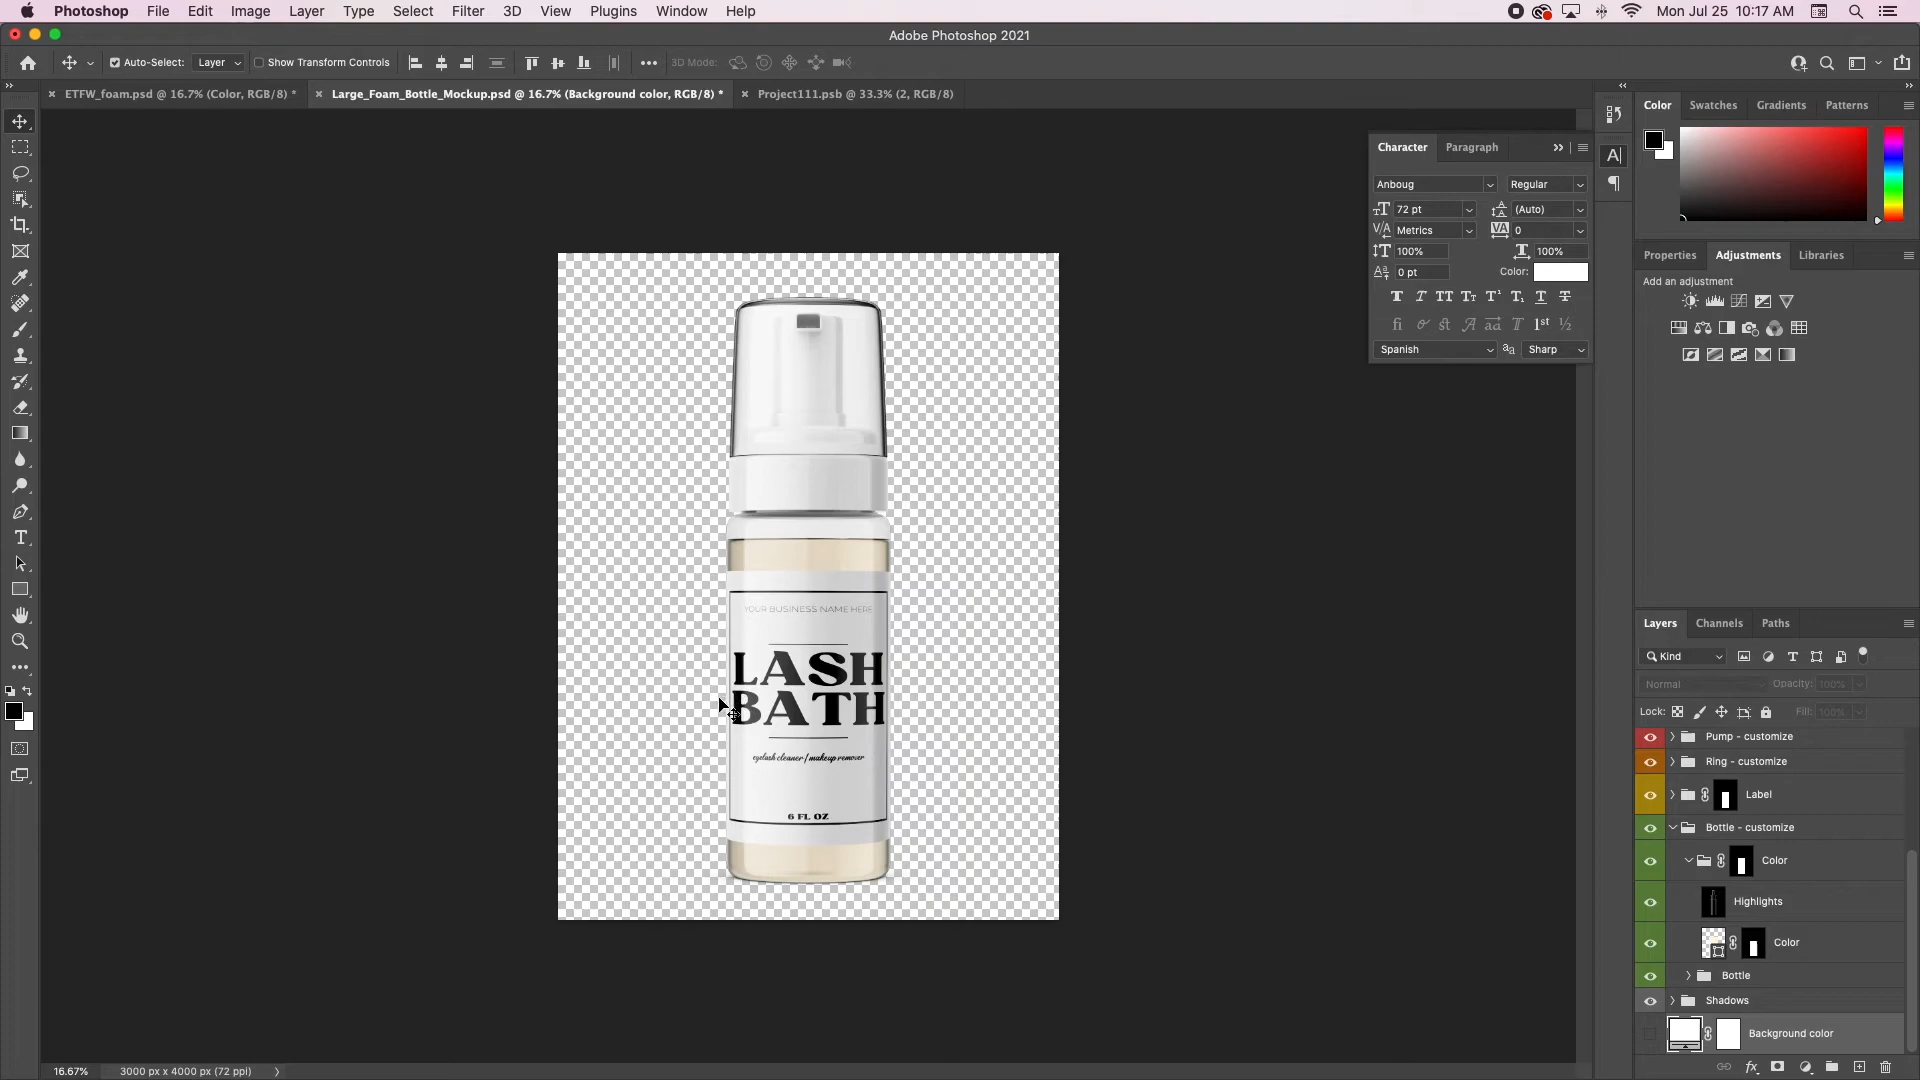 Photoshop File Edit Image Layer Type Select Filter 3D View Plugins Window Help Mon Jul 25 10:17 AM
Adobe Photoshop 2021
Auto-Select: Layer Show Transform Controls 3D Mode:
ETFW_foam.psd @ 16.7% (Color, RGB/8) * Large_Foam_Bottle_Mockup.psd @ 16.7% (Background color, RGB/8) * Project111.psb @ 33.3% (2, RGB/8)
Color Swatches Gradients Patterns
Character Paragraph
Anboug Regular
72 pt (Auto)
Metrics 0
100% 100%
0 pt Color:
1st ½
Spanish Sharp
Properties Adjustments Libraries
Add an adjustment
YOUR BUSINESS NAME HERE
LASH
BATH
eyelash cleaner / makeup remover
6 FL OZ
Layers Channels Paths
Kind
Normal Opacity: 100%
Lock: Fill: 100%
Pump - customize
Ring - customize
Label
Bottle - customize
Color
Highlights
Color
Bottle
Shadows
Background color
16.67% 3000 px x 4000 px (72 ppi)